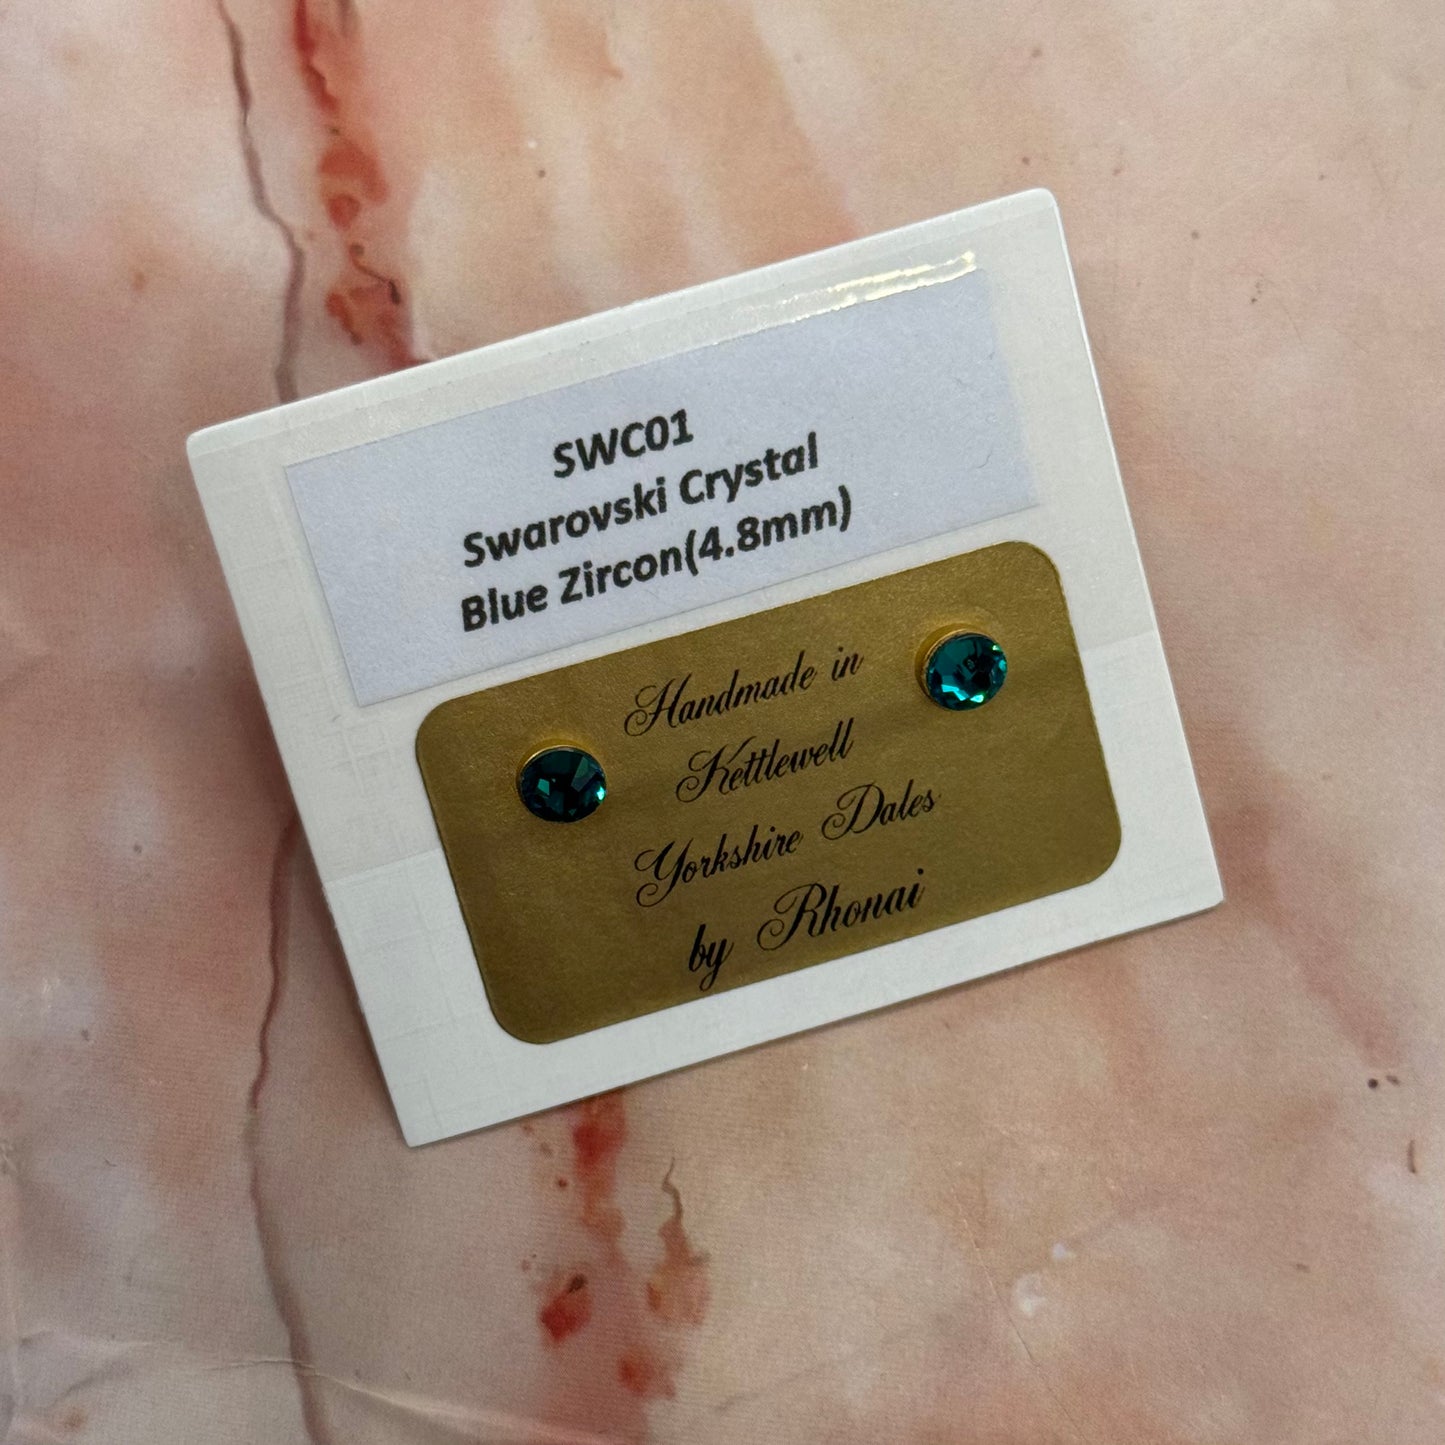 SWC01
Swarovski Crystal
Blue Zircon(4.8mm)
Handmade in
Kettlewell
Yorkshire Dales
by Rhonai